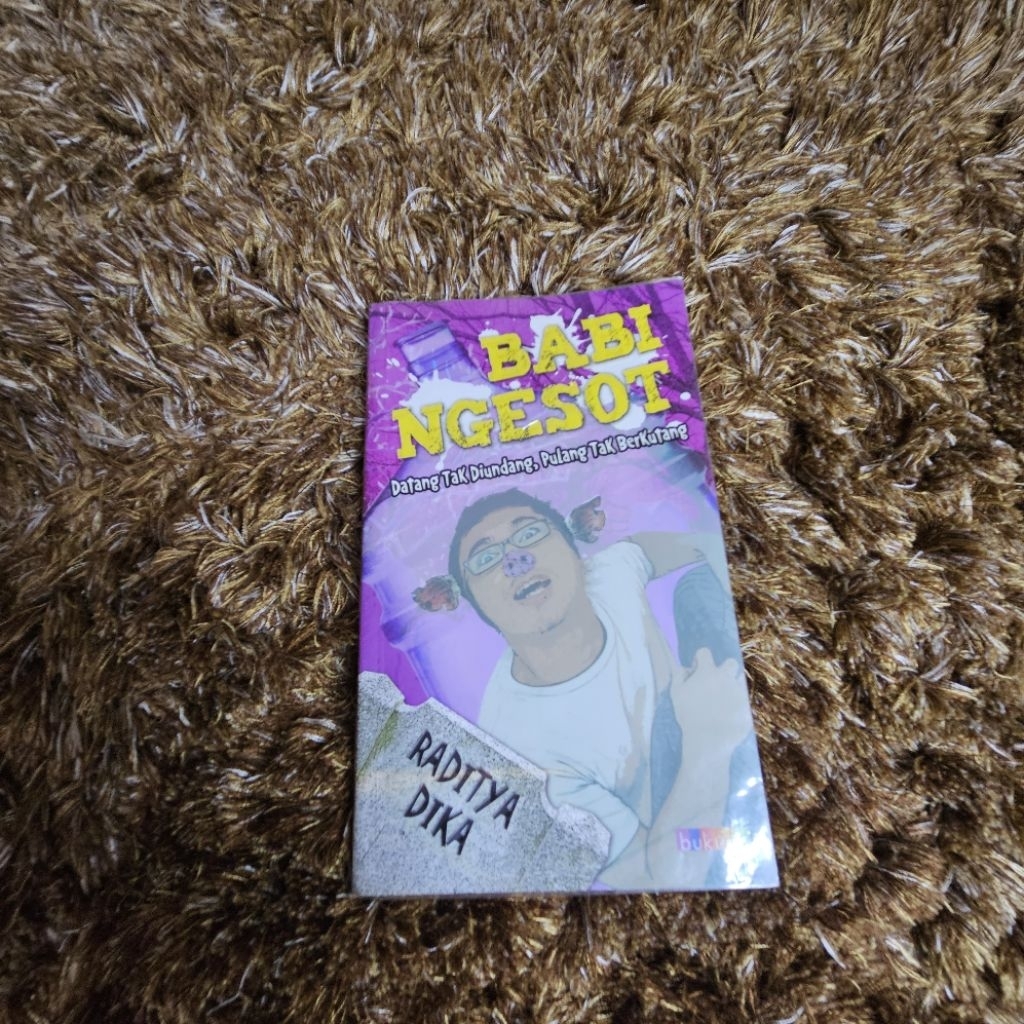 BABI
NGESOT
Datang Tak Diundang, Pulang Tak Berkutang
RADITYA
DIKA